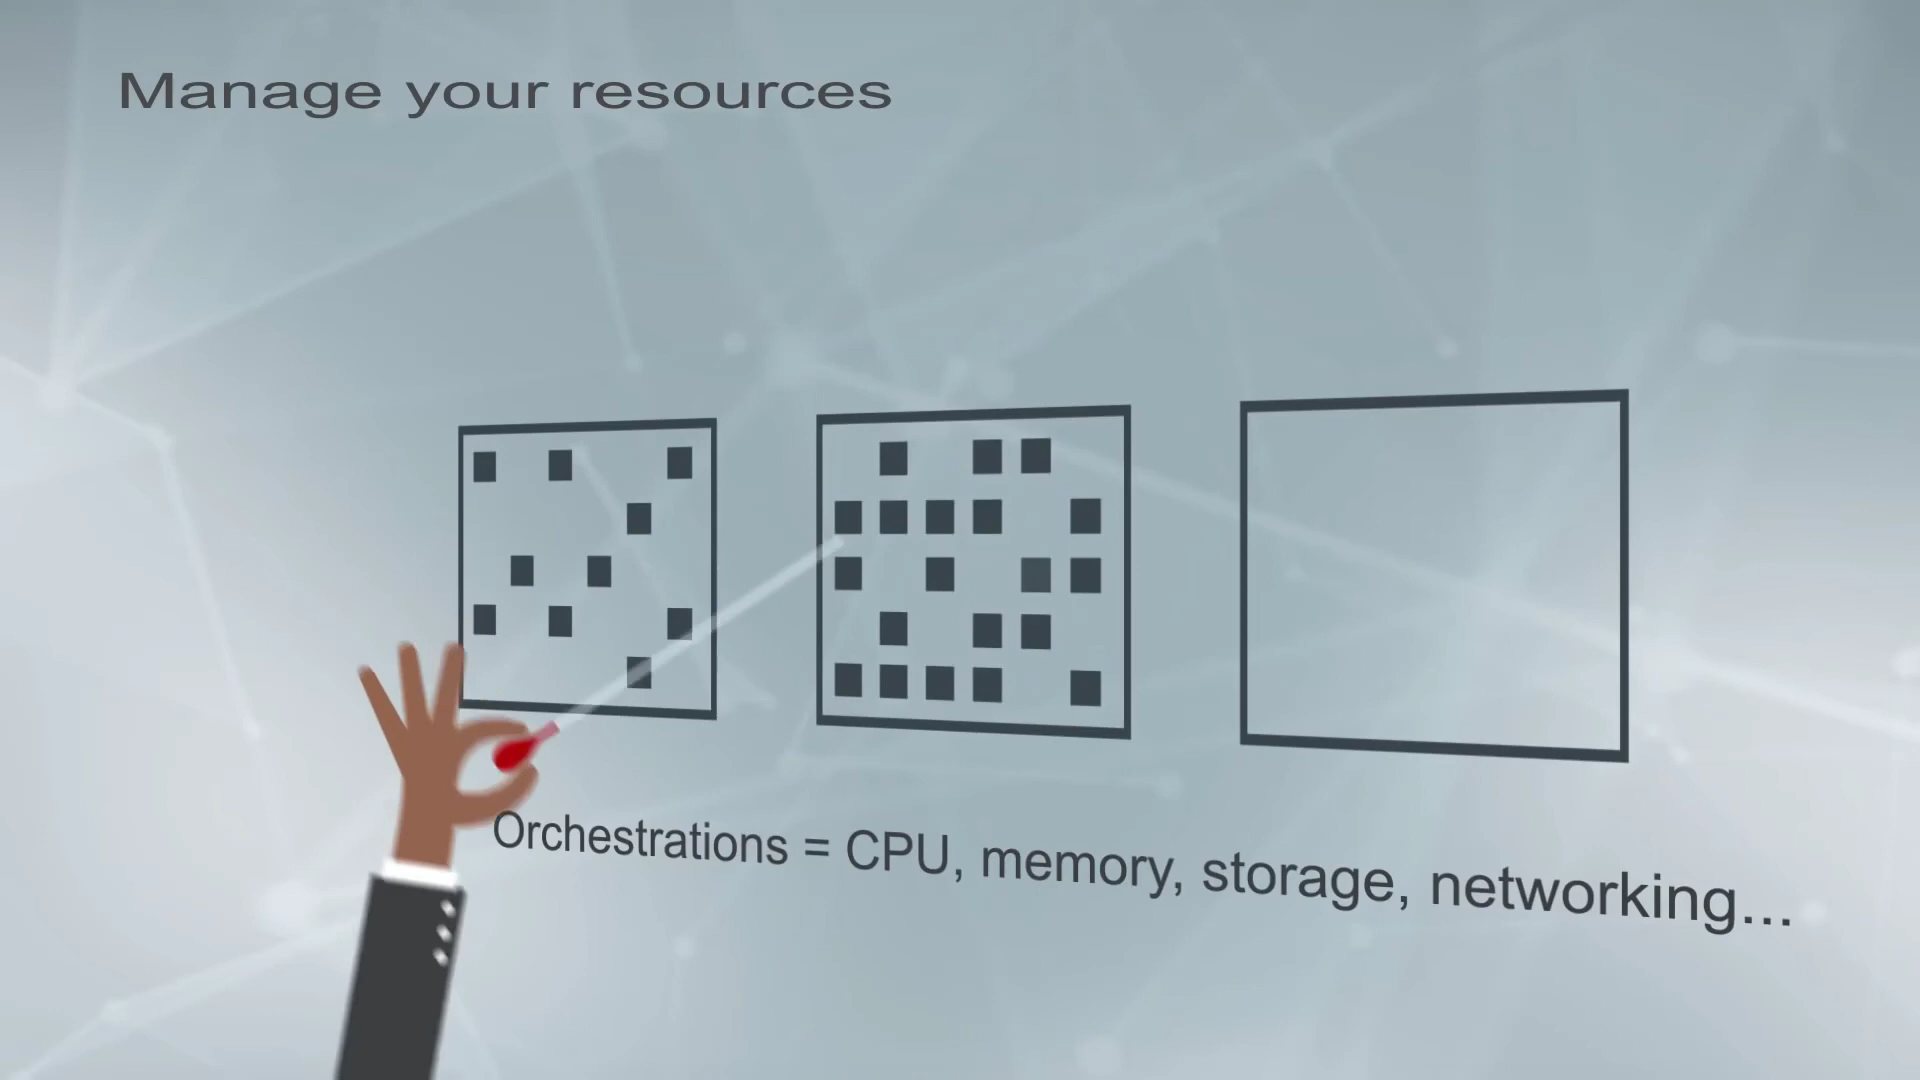 Manage your resources
Orchestrations = CPU, memory, storage, networking...